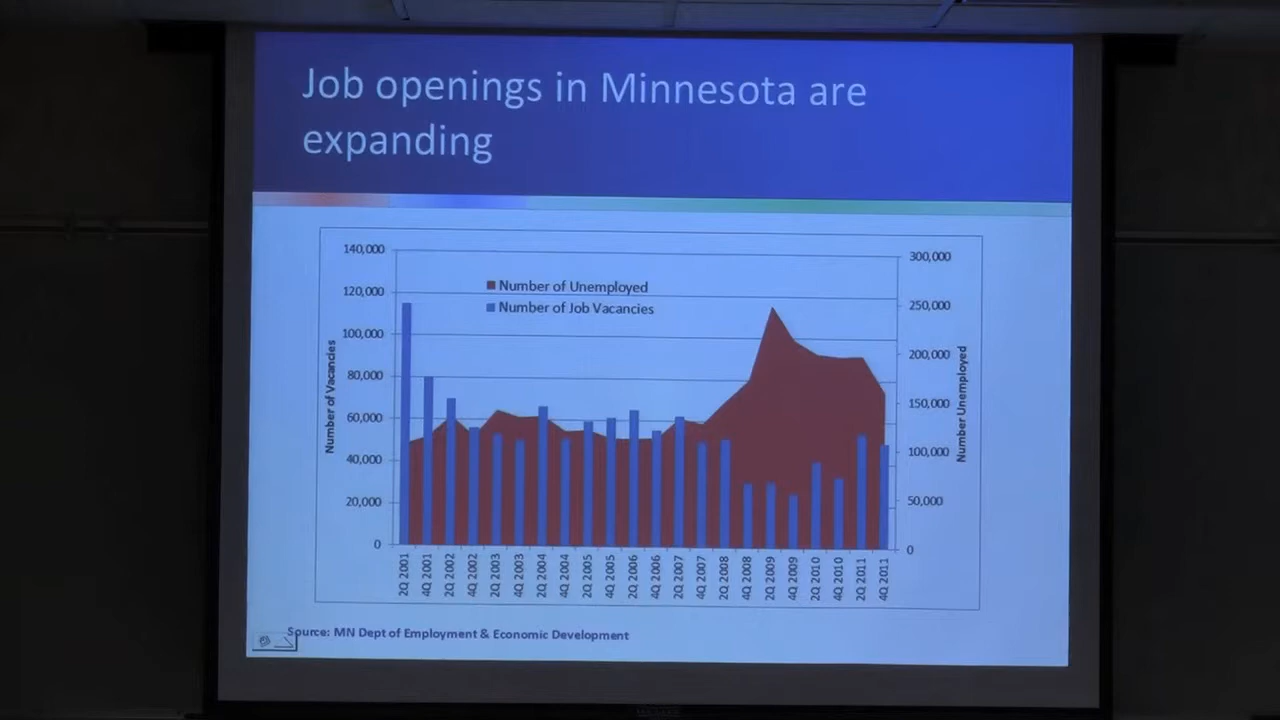 Job openings in Minnesota are
expanding
140,000
120,000
100,000
80,000
60,000
40,000
20,000
0
Number of Vacancies
Number of Unemployed
Number of Job Vacancies
300,000
250,000
200,000
150,000
100,000
50,000
0
Number Unemployed
2Q 2001
4Q 2001
2Q 2002
4Q 2002
2Q 2003
4Q 2003
2Q 2004
4Q 2004
2Q 2005
4Q 2005
2Q 2006
4Q 2006
2Q 2007
4Q 2007
2Q 2008
4Q 2008
2Q 2009
4Q 2009
2Q 2010
4Q 2010
2Q 2011
4Q 2011
Source: MN Dept of Employment & Economic Development